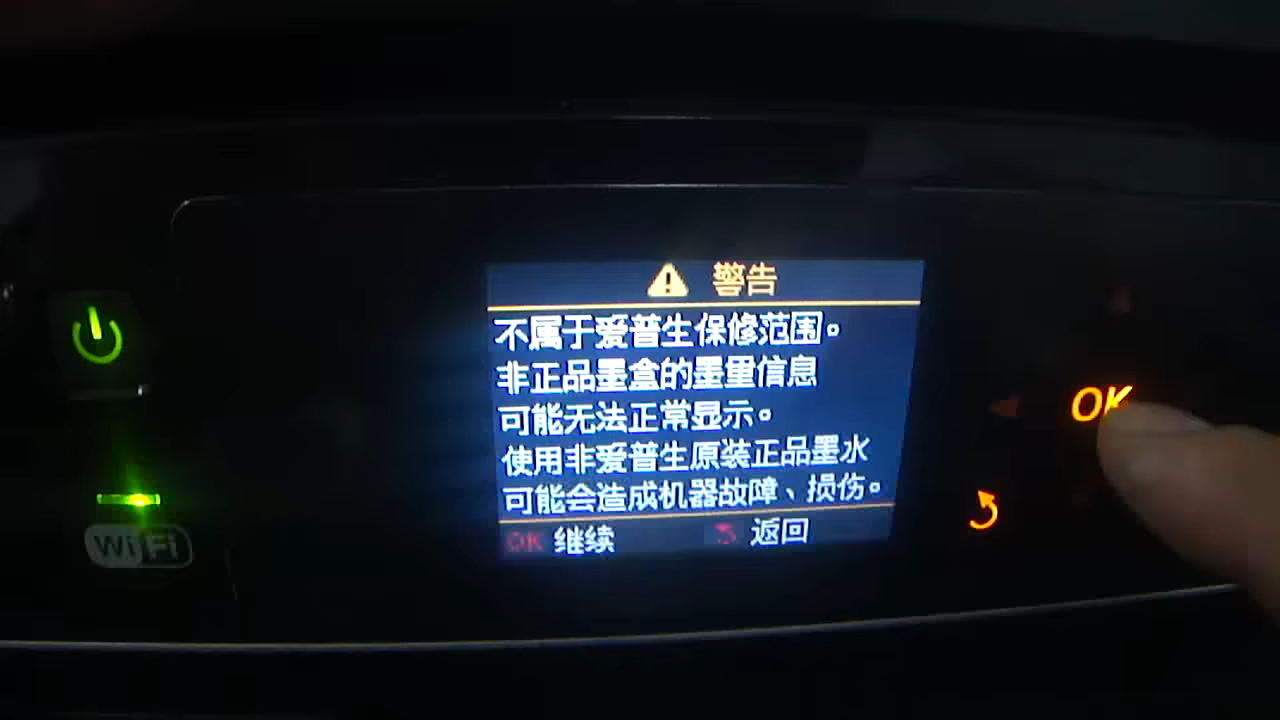 警告
不属于爱普生保修范围。
非正品墨盒的墨量信息
可能无法正常显示。
使用非爱普生原装正品墨水
可能会造成机器故障、损伤。
OK 继续 返回
OK
WiFi